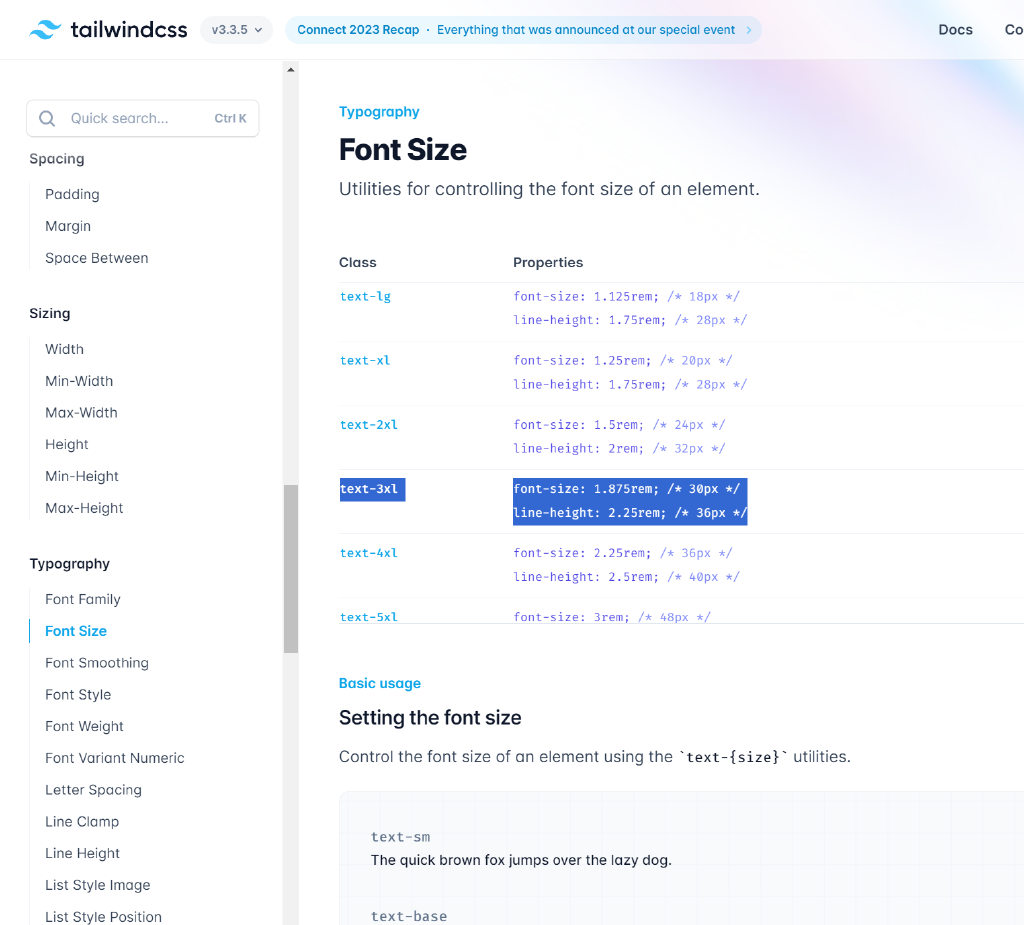 tailwindcss
v3.3.5
Connect 2023 Recap · Everything that was announced at our special event
Docs
Co
Quick search...
Ctrl K
Spacing
Padding
Margin
Space Between
Sizing
Width
Min-Width
Max-Width
Height
Min-Height
Max-Height
Typography
Font Family
Font Size
Font Smoothing
Font Style
Font Weight
Font Variant Numeric
Letter Spacing
Line Clamp
Line Height
List Style Image
List Style Position
Typography
Font Size
Utilities for controlling the font size of an element.
Class Properties
text-lg font-size: 1.125rem; /* 18px */
line-height: 1.75rem; /* 28px */
text-xl font-size: 1.25rem; /* 20px */
line-height: 1.75rem; /* 28px */
text-2xl font-size: 1.5rem; /* 24px */
line-height: 2rem; /* 32px */
text-3xl font-size: 1.875rem; /* 30px */
line-height: 2.25rem; /* 36px */
text-4xl font-size: 2.25rem; /* 36px */
line-height: 2.5rem; /* 40px */
text-5xl font-size: 3rem; /* 48px */
Basic usage
Setting the font size
Control the font size of an element using the `text-{size}` utilities.
text-sm
The quick brown fox jumps over the lazy dog.
text-base